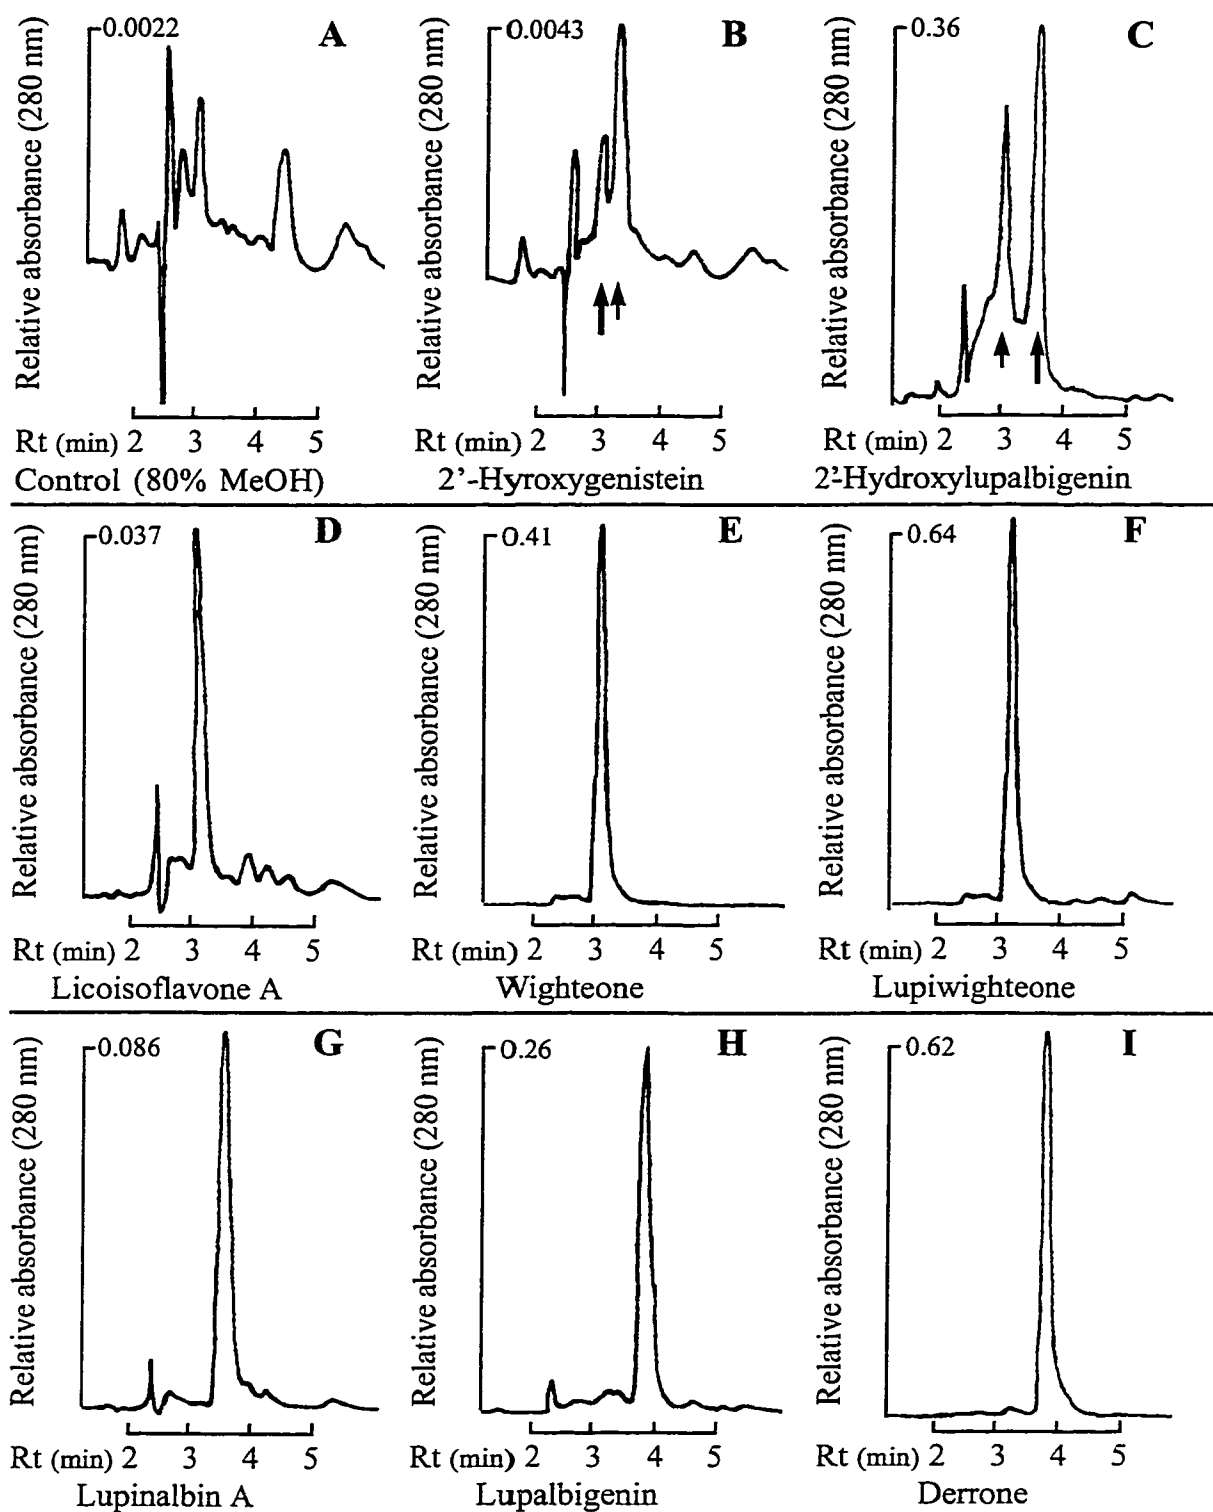 0.0022 A
0.0043 B
0.36 C
Relative absorbance (280 nm)
Relative absorbance (280 nm)
Relative absorbance (280 nm)
Rt (min) 2 3 4 5
Rt (min) 2 3 4 5
Rt (min) 2 3 4 5
Control (80% MeOH)
2'-Hyroxygenistein
2'-Hydroxylupalbigenin
0.037 D
0.41 E
0.64 F
Relative absorbance (280 nm)
Relative absorbance (280 nm)
Relative absorbance (280 nm)
Rt (min) 2 3 4 5
Rt (min) 2 3 4 5
Rt (min) 2 3 4 5
Licoisoflavone A
Wighteone
Lupiwighteone
0.086 G
0.26 H
0.62 I
Relative absorbance (280 nm)
Relative absorbance (280 nm)
Relative absorbance (280 nm)
Rt (min) 2 3 4 5
Rt (min) 2 3 4 5
Rt (min) 2 3 4 5
Lupinalbin A
Lupalbigenin
Derrone